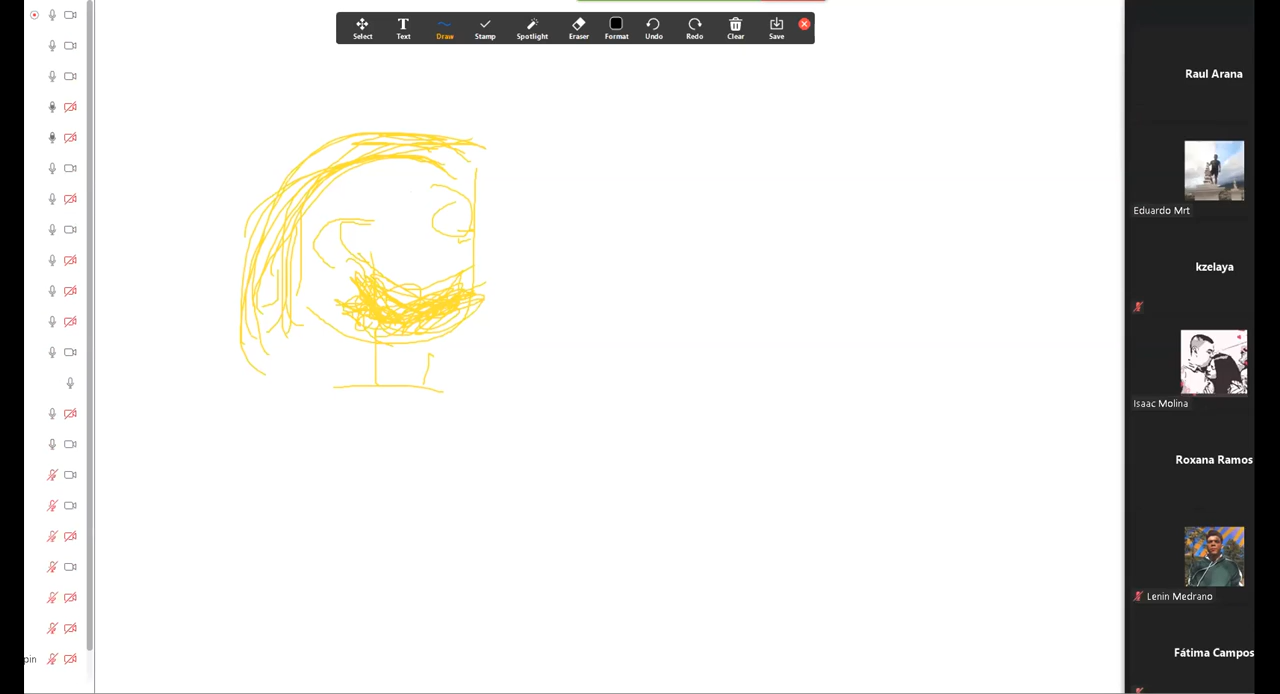 Select Text Draw Stamp Spotlight Eraser Format Undo Redo Clear Save
Raul Arana
Eduardo Mrt
kzelaya
Isaac Molina
Roxana Ramos
Lenin Medrano
Fátima Campos
pin